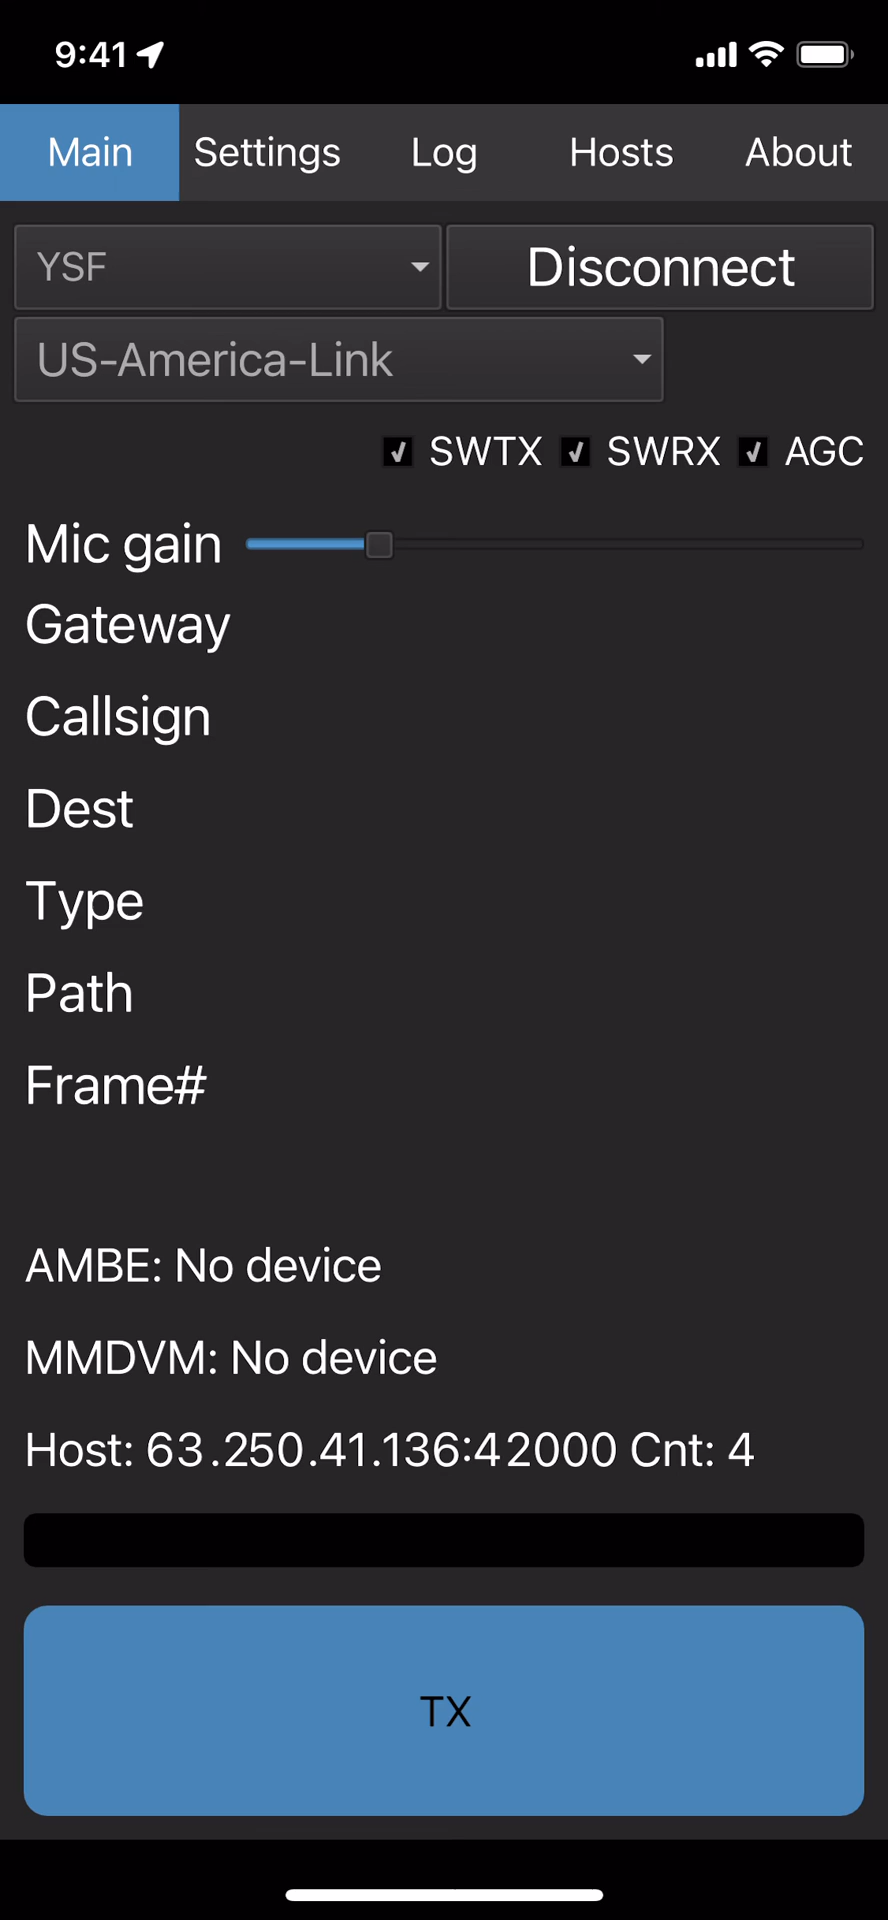 9:41
Main Settings Log Hosts About
YSF Disconnect
US-America-Link
SWTX SWRX AGC
Mic gain
Gateway
Callsign
Dest
Type
Path
Frame#
AMBE: No device
MMDVM: No device
Host: 63.250.41.136:42000 Cnt: 4
TX